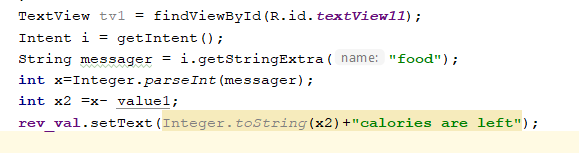 TextView tv1 = findViewById(R.id.textView11);
Intent i = getIntent();
String messager = i.getStringExtra( name: "food");
int x=Integer.parseInt(messager);
int x2 =x- value1;
rev_val.setText(Integer.toString(x2)+"calories are left");